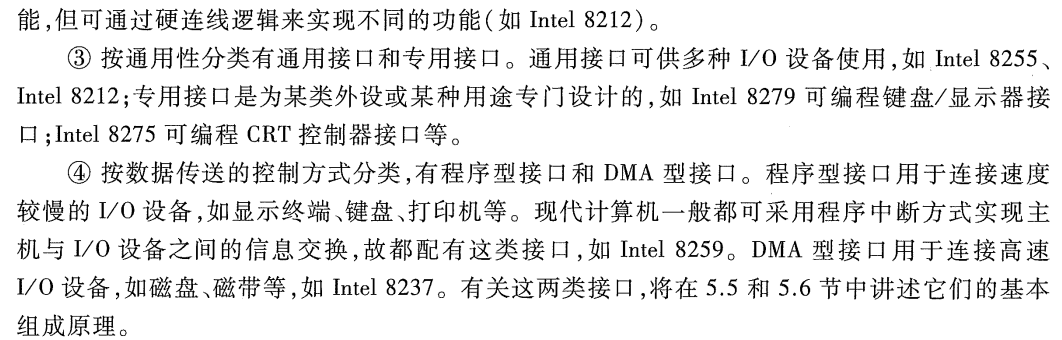 能,但可通过硬连线逻辑来实现不同的功能(如 Intel 8212)。
③ 按通用性分类有通用接口和专用接口。通用接口可供多种 I/O 设备使用,如 Intel 8255、
Intel 8212;专用接口是为某类外设或某种用途专门设计的,如 Intel 8279 可编程键盘/显示器接
口;Intel 8275 可编程 CRT 控制器接口等。
④ 按数据传送的控制方式分类,有程序型接口和 DMA 型接口。程序型接口用于连接速度
较慢的 I/O 设备,如显示终端、键盘、打印机等。现代计算机一般都可采用程序中断方式实现主
机与 I/O 设备之间的信息交换,故都配有这类接口,如 Intel 8259。DMA 型接口用于连接高速
I/O 设备,如磁盘、磁带等,如 Intel 8237。有关这两类接口,将在 5.5 和 5.6 节中讲述它们的基本
组成原理。